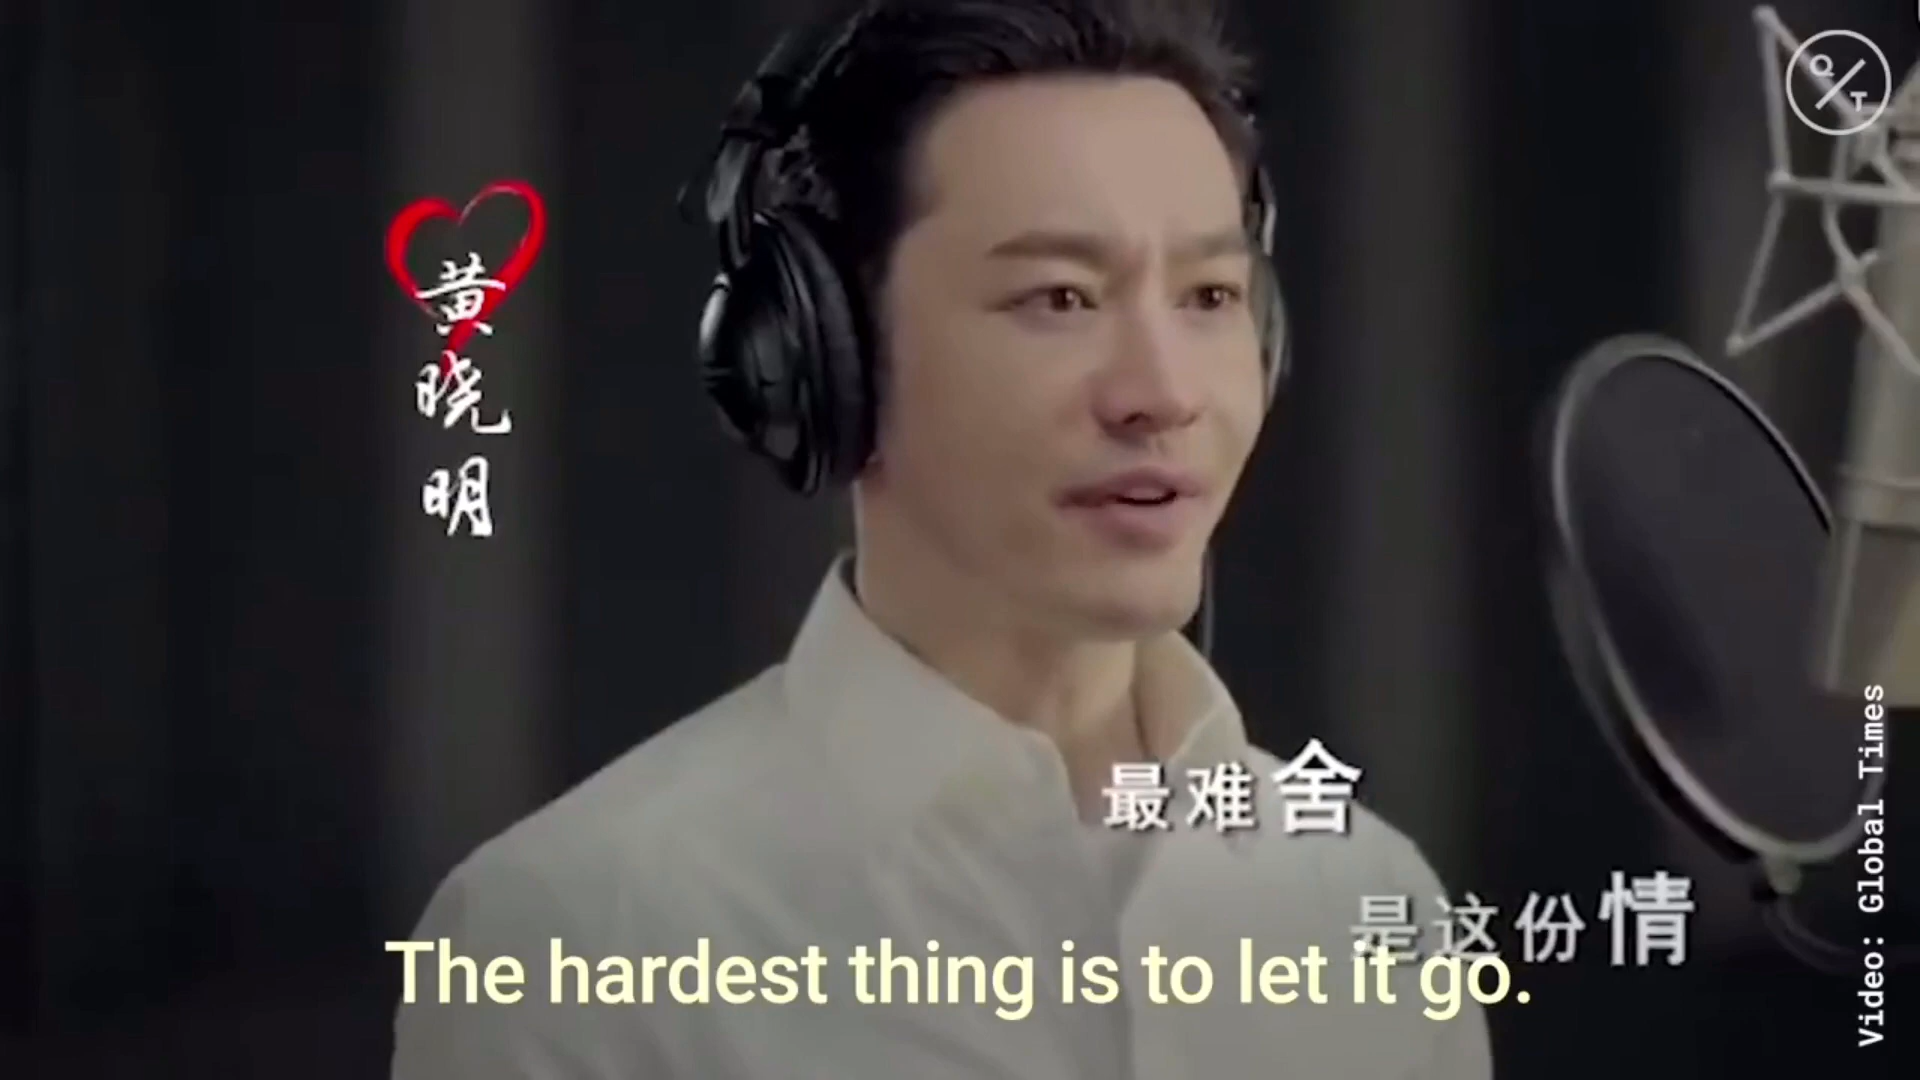 Q/T
黄晓明
最难舍
是这份情
The hardest thing is to let it go.
Video: Global Times